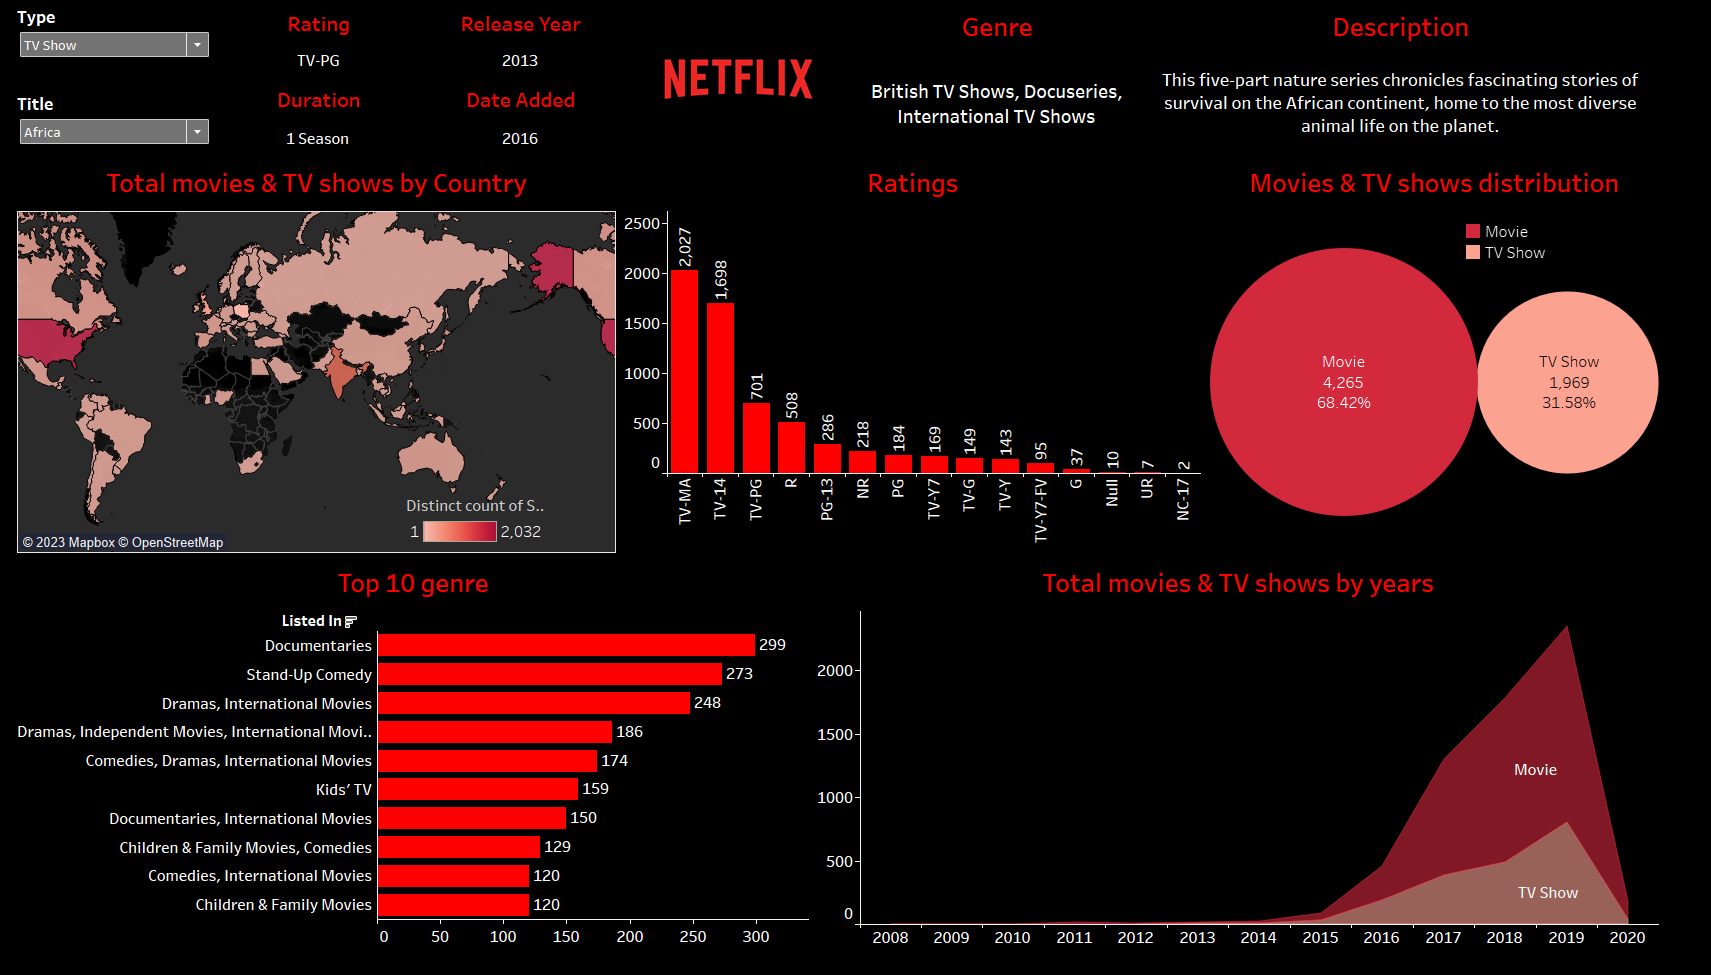 Type
TV Show
Title
Africa
Rating
TV-PG
Duration
1 Season
Release Year
2013
Date Added
2016
NETFLIX
Genre
British TV Shows, Docuseries,
International TV Shows
Description
This five-part nature series chronicles fascinating stories of
survival on the African continent, home to the most diverse
animal life on the planet.
Total movies & TV shows by Country
Distinct count of S..
1
2,032
© 2023 Mapbox © OpenStreetMap
Ratings
2500
2000
1500
1000
500
0
2,027
1,698
701
508
286
218
184
169
149
143
95
37
10
7
2
TV-MA
TV-14
TV-PG
R
PG-13
NR
PG
TV-Y7
TV-G
TV-Y
TV-Y7-FV
G
Null
UR
NC-17
Movies & TV shows distribution
Movie
TV Show
Movie
4,265
68.42%
TV Show
1,969
31.58%
Top 10 genre
Listed In
Documentaries 299
Stand-Up Comedy 273
Dramas, International Movies 248
Dramas, Independent Movies, International Movi.. 186
Comedies, Dramas, International Movies 174
Kids' TV 159
Documentaries, International Movies 150
Children & Family Movies, Comedies 129
Comedies, International Movies 120
Children & Family Movies 120
0 50 100 150 200 250 300
Total movies & TV shows by years
2000
1500
1000
500
0
Movie
TV Show
2008 2009 2010 2011 2012 2013 2014 2015 2016 2017 2018 2019 2020